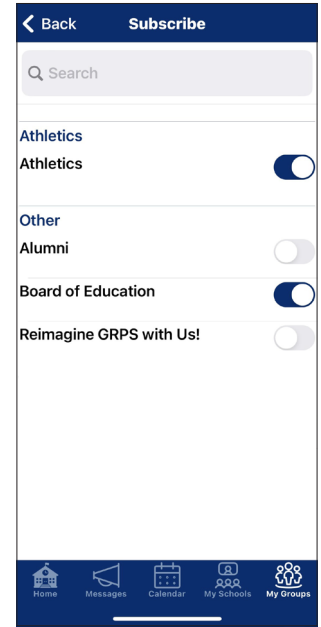 Back Subscribe
Search
Athletics
Athletics
Other
Alumni
Board of Education
Reimagine GRPS with Us!
Home Messages Calendar My Schools My Groups